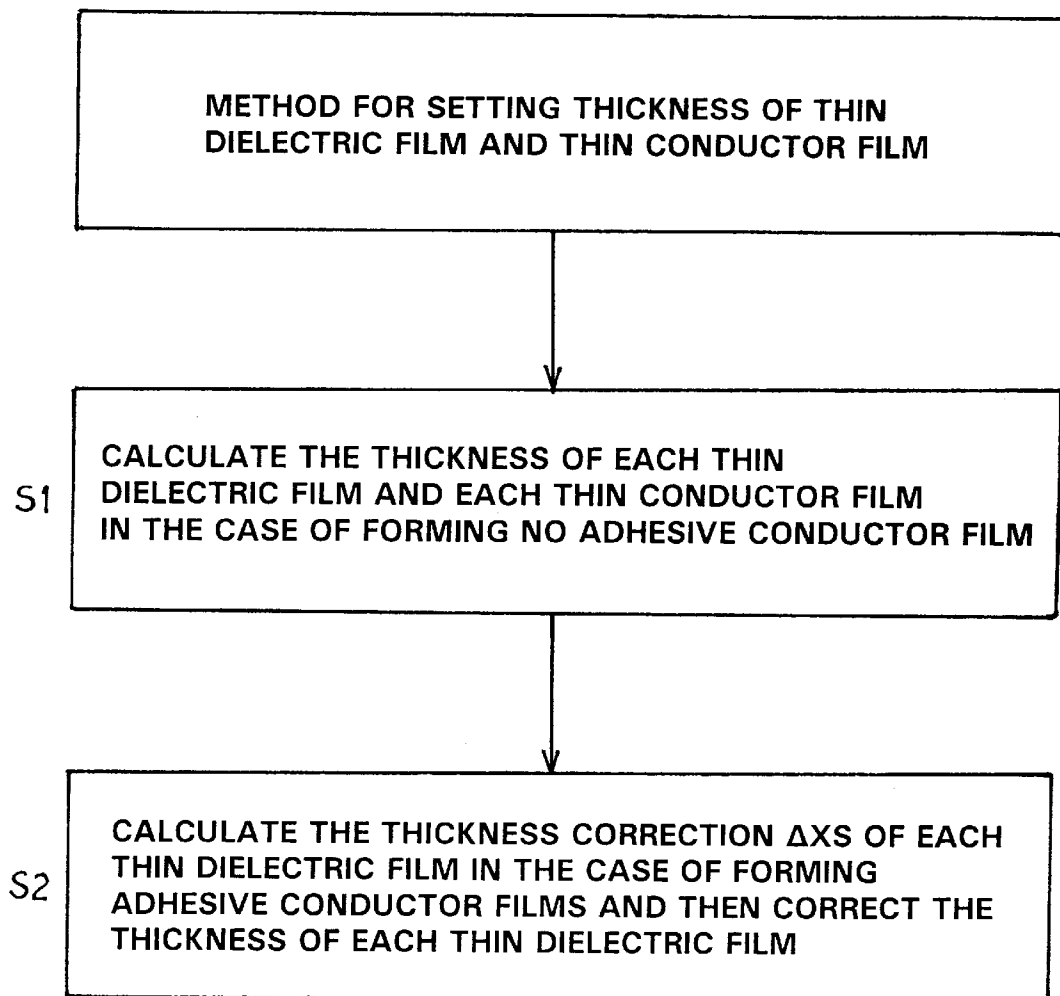 METHOD FOR SETTING THICKNESS OF THIN
DIELECTRIC FILM AND THIN CONDUCTOR FILM
S1
CALCULATE THE THICKNESS OF EACH THIN
DIELECTRIC FILM AND EACH THIN CONDUCTOR FILM
IN THE CASE OF FORMING NO ADHESIVE CONDUCTOR FILM
S2
CALCULATE THE THICKNESS CORRECTION ΔXS OF EACH
THIN DIELECTRIC FILM IN THE CASE OF FORMING
ADHESIVE CONDUCTOR FILMS AND THEN CORRECT THE
THICKNESS OF EACH THIN DIELECTRIC FILM